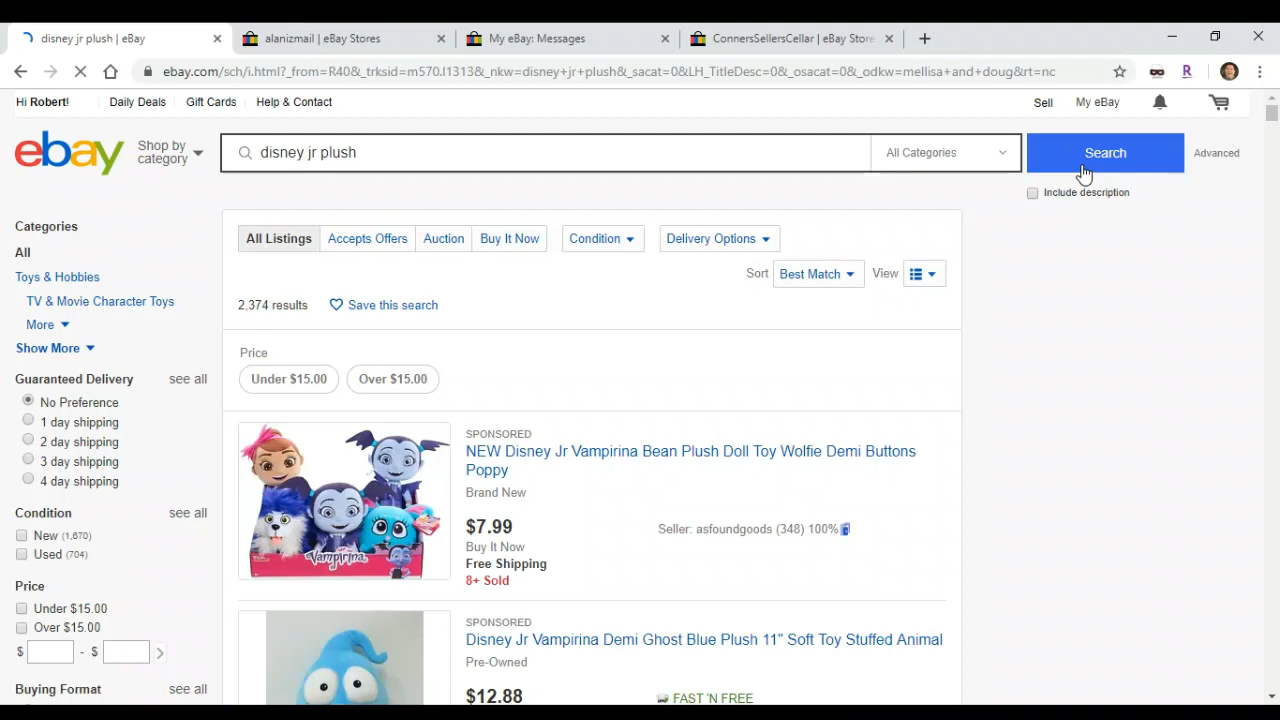 disney jr plush | eBay
alanizmail | eBay Stores
My eBay: Messages
ConnersSellersCellar | eBay Store
ebay.com/sch/i.html?_from=R40&_trksid=m570.l1313&_nkw=disney+jr+plush&_sacat=0&LH_TitleDesc=0&_osacat=0&_odkw=mellisa+and+doug&rt=nc
Hi Robert!
Daily Deals
Gift Cards
Help & Contact
Sell
My eBay
ebay
Shop by
category
disney jr plush
All Categories
Search
Advanced
Include description
Categories
All
Toys & Hobbies
TV & Movie Character Toys
More
Show More
Guaranteed Delivery
see all
No Preference
1 day shipping
2 day shipping
3 day shipping
4 day shipping
Condition
see all
New (1,670)
Used (704)
Price
Under $15.00
Over $15.00
$ - $
Buying Format
see all
All Listings
Accepts Offers
Auction
Buy It Now
Condition
Delivery Options
Sort
Best Match
View
2,374 results
Save this search
Price
Under $15.00
Over $15.00
Vampirina
SPONSORED
NEW Disney Jr Vampirina Bean Plush Doll Toy Wolfie Demi Buttons
Poppy
Brand New
$7.99
Buy It Now
Free Shipping
8+ Sold
Seller: asfoundgoods (348) 100%
SPONSORED
Disney Jr Vampirina Demi Ghost Blue Plush 11" Soft Toy Stuffed Animal
Pre-Owned
$12.88
FAST 'N FREE